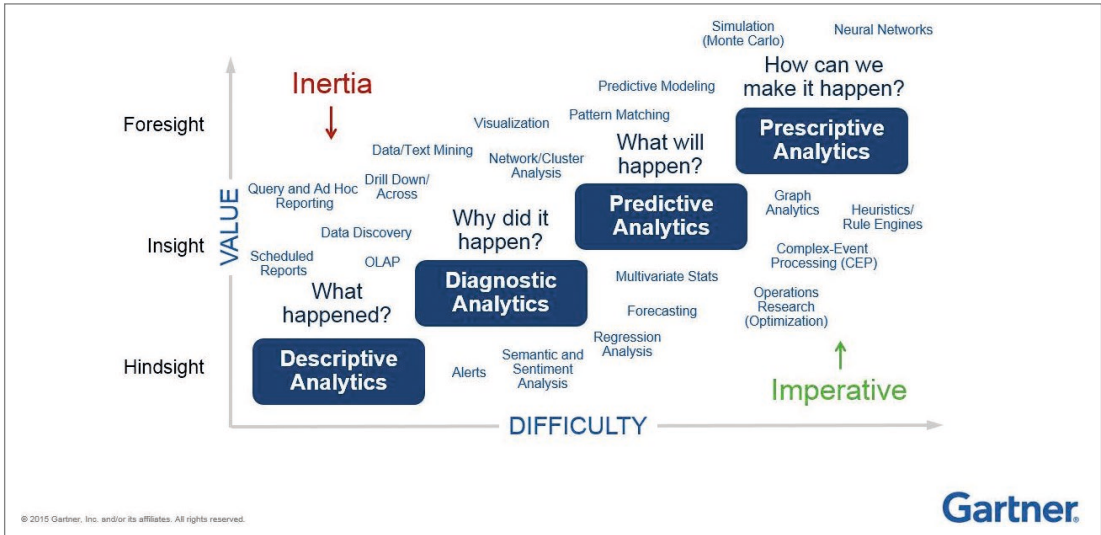 Simulation
(Monte Carlo)
Neural Networks
How can we
make it happen?
Inertia
Predictive Modeling
Foresight
Visualization
Pattern Matching
Prescriptive
Analytics
What will
happen?
Data/Text Mining
Network/Cluster
Analysis
Query and Ad Hoc
Reporting
Drill Down/
Across
Predictive
Analytics
Graph
Analytics
Heuristics/
Rule Engines
VALUE
Why did it
happen?
Data Discovery
Insight
Scheduled
Reports
OLAP
Complex-Event
Processing (CEP)
Diagnostic
Analytics
Multivariate Stats
What
happened?
Forecasting
Operations
Research
(Optimization)
Regression
Analysis
Hindsight
Descriptive
Analytics
Alerts
Semantic and
Sentiment
Analysis
Imperative
DIFFICULTY
© 2015 Gartner, Inc. and/or its affiliates. All rights reserved.
Gartner®